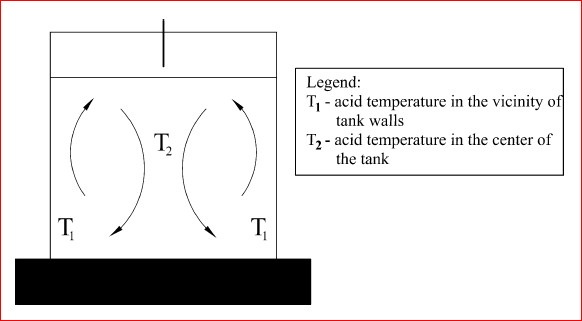 Legend:
T1 - acid temperature in the vicinity of
tank walls
T2 - acid temperature in the center of
the tank
T2
T1
T1